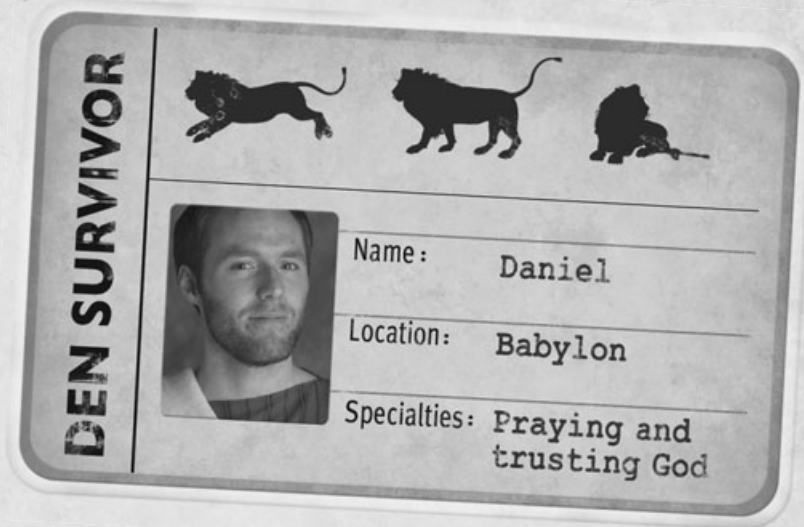 DEN SURVIVOR
Name: Daniel
Location: Babylon
Specialties: Praying and
trusting God